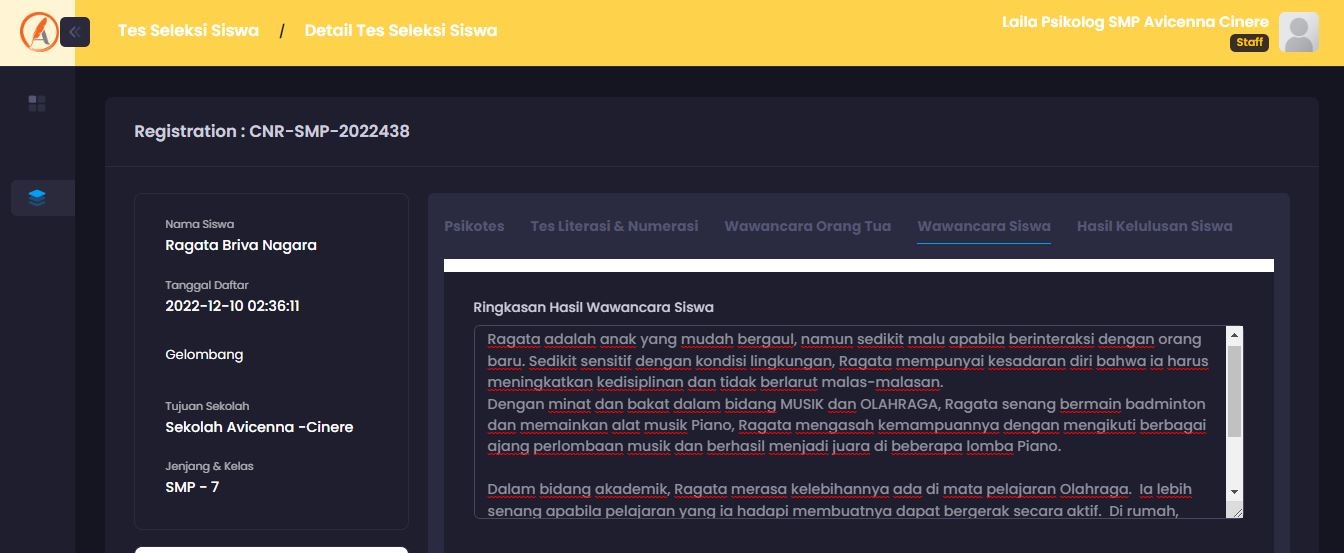 Tes Seleksi Siswa / Detail Tes Seleksi Siswa
Laila Psikolog SMP Avicenna Cinere
Staff
Registration : CNR-SMP-2022438
Nama Siswa
Ragata Briva Nagara
Tanggal Daftar
2022-12-10 02:36:11
Gelombang
Tujuan Sekolah
Sekolah Avicenna -Cinere
Jenjang & Kelas
SMP - 7
Psikotes Tes Literasi & Numerasi Wawancara Orang Tua Wawancara Siswa Hasil Kelulusan Siswa
Ringkasan Hasil Wawancara Siswa
Ragata adalah anak yang mudah bergaul, namun sedikit malu apabila berinteraksi dengan orang
baru. Sedikit sensitif dengan kondisi lingkungan, Ragata mempunyai kesadaran diri bahwa ia harus
meningkatkan kedisiplinan dan tidak berlarut malas-malasan.
Dengan minat dan bakat dalam bidang MUSIK dan OLAHRAGA, Ragata senang bermain badminton
dan memainkan alat musik Piano, Ragata mengasah kemampuannya dengan mengikuti berbagai
ajang perlombaan musik dan berhasil menjadi juara di beberapa lomba Piano.
Dalam bidang akademik, Ragata merasa kelebihannya ada di mata pelajaran Olahraga. Ia lebih
senang apabila pelajaran yang ia hadapi membuatnya dapat bergerak secara aktif. Di rumah,